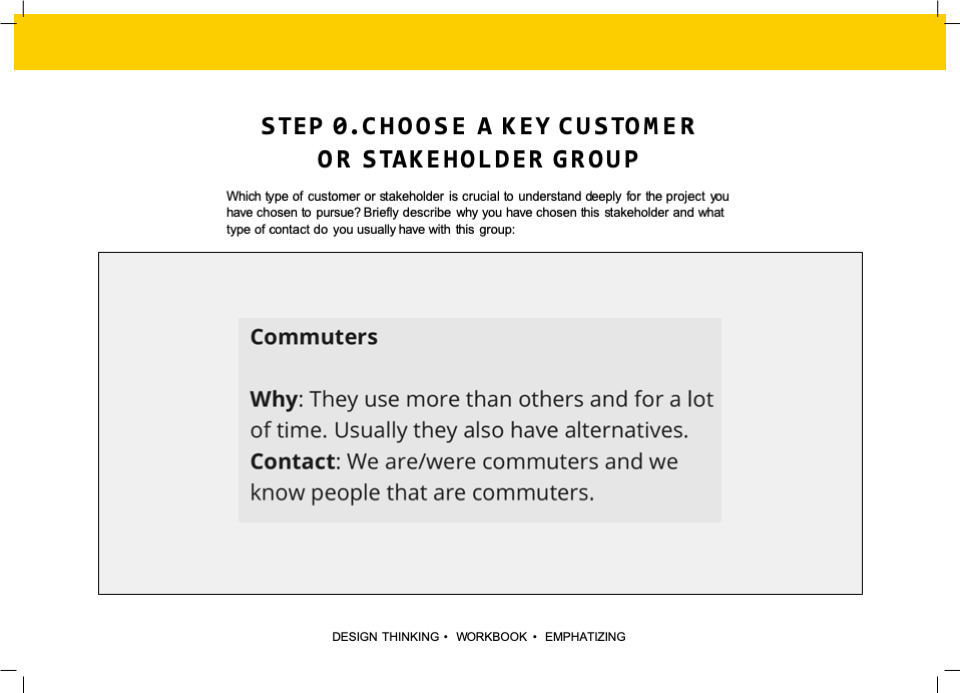 STEP 0.CHOOSE A KEY CUSTOMER
OR STAKEHOLDER GROUP
Which type of customer or stakeholder is crucial to understand deeply for the project you
have chosen to pursue? Briefly describe why you have chosen this stakeholder and what
type of contact do you usually have with this group:
Commuters
Why: They use more than others and for a lot
of time. Usually they also have alternatives.
Contact: We are/were commuters and we
know people that are commuters.
DESIGN THINKING • WORKBOOK • EMPHATIZING